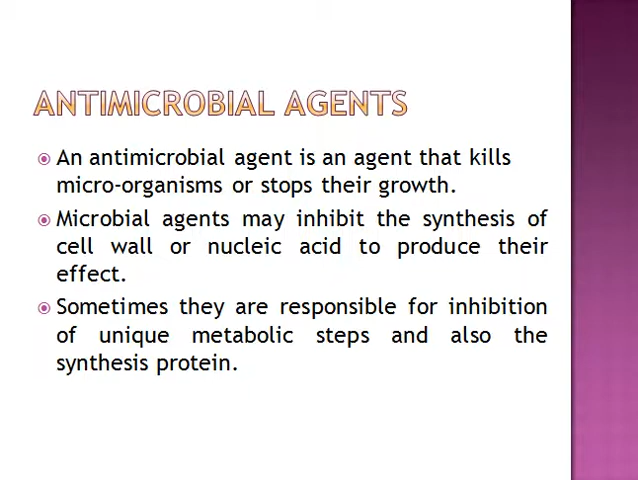 ANTIMICROBIAL AGENTS
An antimicrobial agent is an agent that kills
micro-organisms or stops their growth.
Microbial agents may inhibit the synthesis of
cell wall or nucleic acid to produce their
effect.
Sometimes they are responsible for inhibition
of unique metabolic steps and also the
synthesis protein.